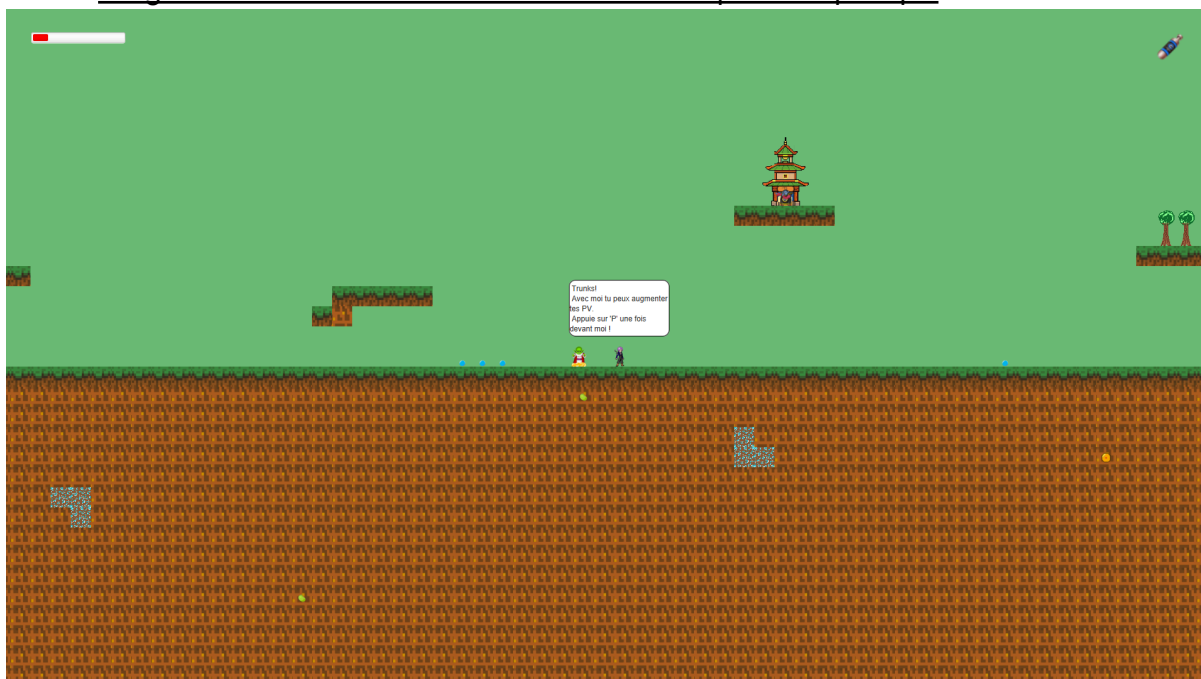 Trunks!
Avec moi tu peux augmenter
tes PV.
Appuie sur 'P' une fois
devant moi !